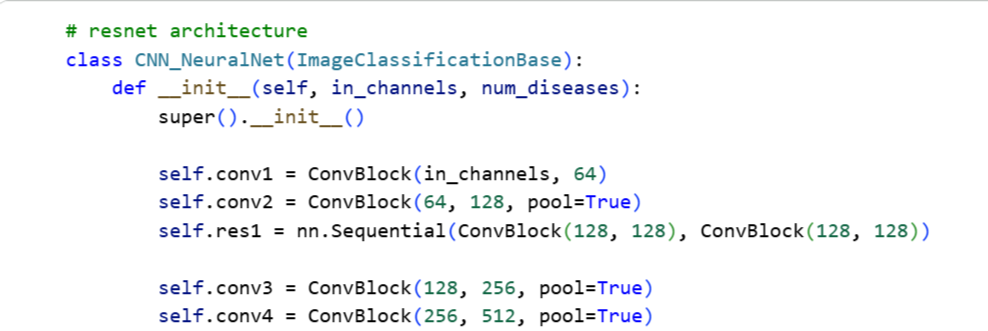 # resnet architecture
class CNN_NeuralNet(ImageClassificationBase):
    def __init__(self, in_channels, num_diseases):
        super().__init__()

        self.conv1 = ConvBlock(in_channels, 64)
        self.conv2 = ConvBlock(64, 128, pool=True)
        self.res1 = nn.Sequential(ConvBlock(128, 128), ConvBlock(128, 128))

        self.conv3 = ConvBlock(128, 256, pool=True)
        self.conv4 = ConvBlock(256, 512, pool=True)